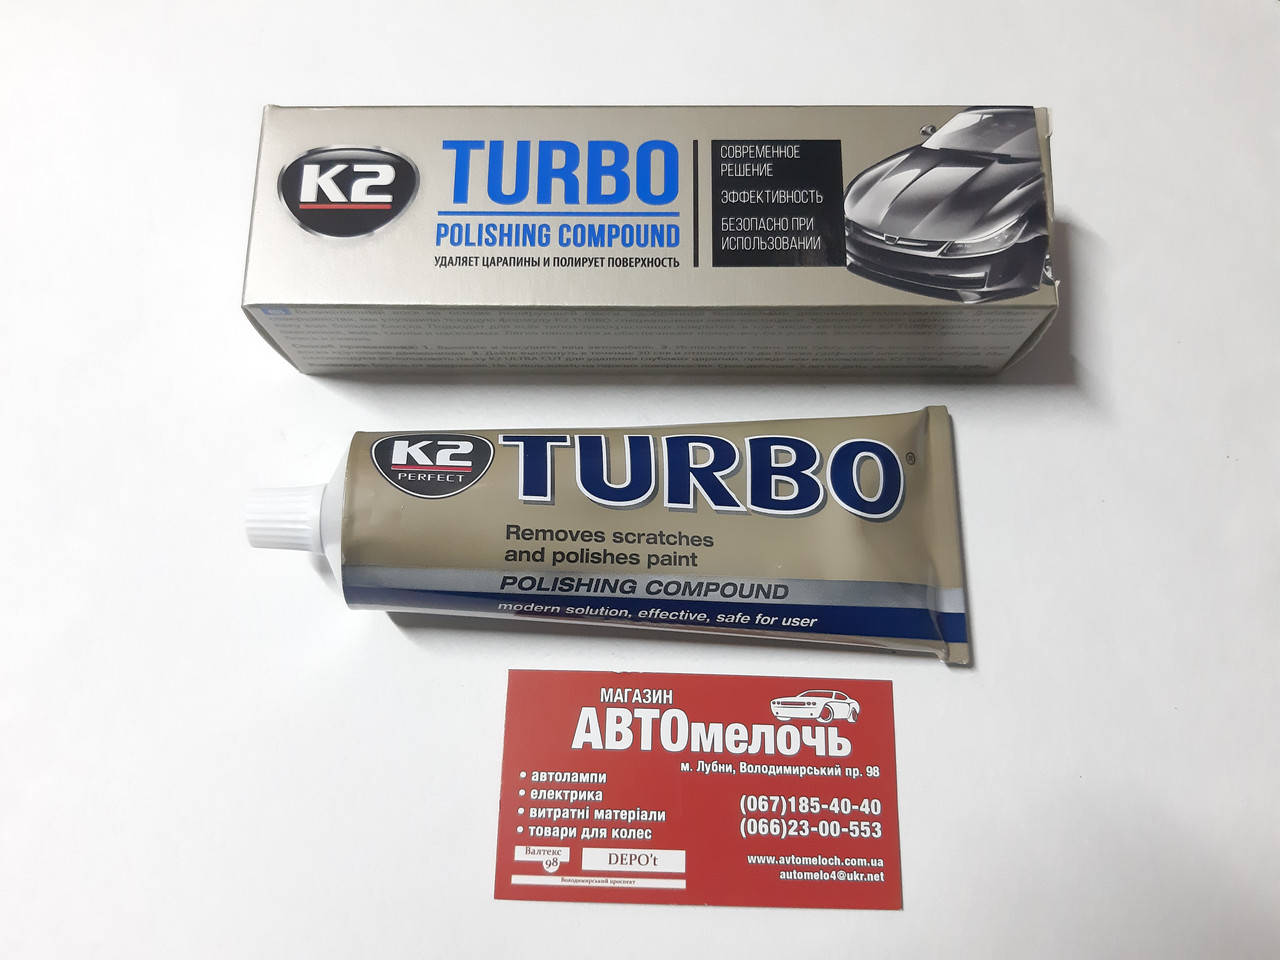 K2
TURBO
POLISHING COMPOUND
УДАЛЯЕТ ЦАРАПИНЫ И ПОЛИРУЕТ ПОВЕРХНОСТЬ
СОВРЕМЕННОЕ
РЕШЕНИЕ
ЭФФЕКТИВНОСТЬ
БЕЗОПАСНО ПРИ
ИСПОЛЬЗОВАНИИ
K2
PERFECT
TURBO®
Removes scratches
and polishes paint
POLISHING COMPOUND
modern solution, effective, safe for user
МАГАЗИН
АВТОмелочь
м. Лубни, Володимирський пр. 98
• автолампи
• електрика
• витратні матеріали
• товари для колес
(067)185-40-40
(066)23-00-553
Валтекс
98
DEPO't
Володимирський проспект
www.avtomeloch.com.ua
automelo4@ukr.net